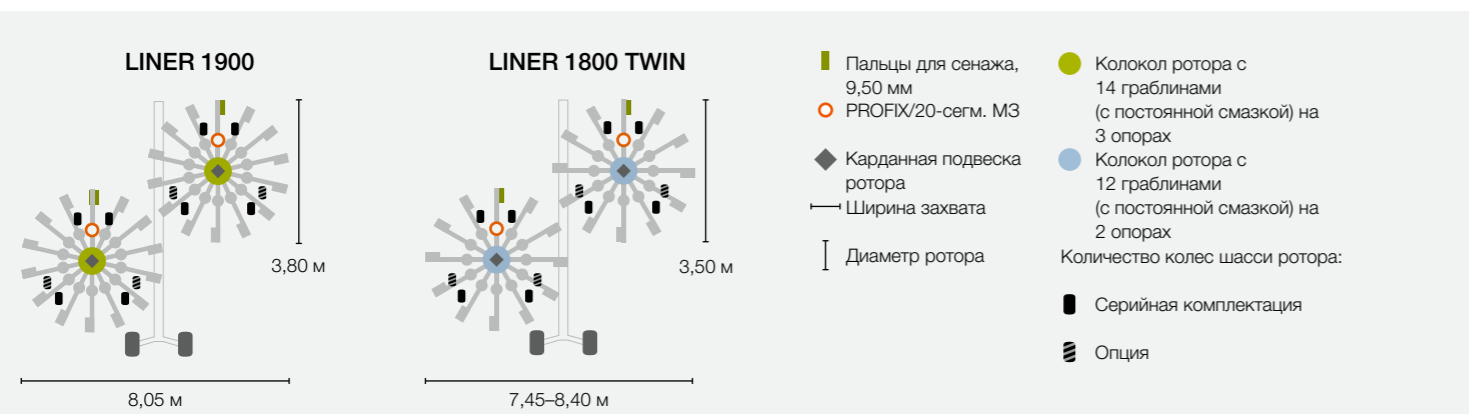 LINER 1900
3,80 м
8,05 м
LINER 1800 TWIN
3,50 м
7,45–8,40 м
Пальцы для сенажа,
9,50 мм
PROFIX/20-сегм. МЗ
Карданная подвеска
ротора
Ширина захвата
Диаметр ротора
Колокол ротора с
14 граблинами
(с постоянной смазкой) на
3 опорах
Колокол ротора с
12 граблинами
(с постоянной смазкой) на
2 опорах
Количество колес шасси ротора:
Серийная комплектация
Опция